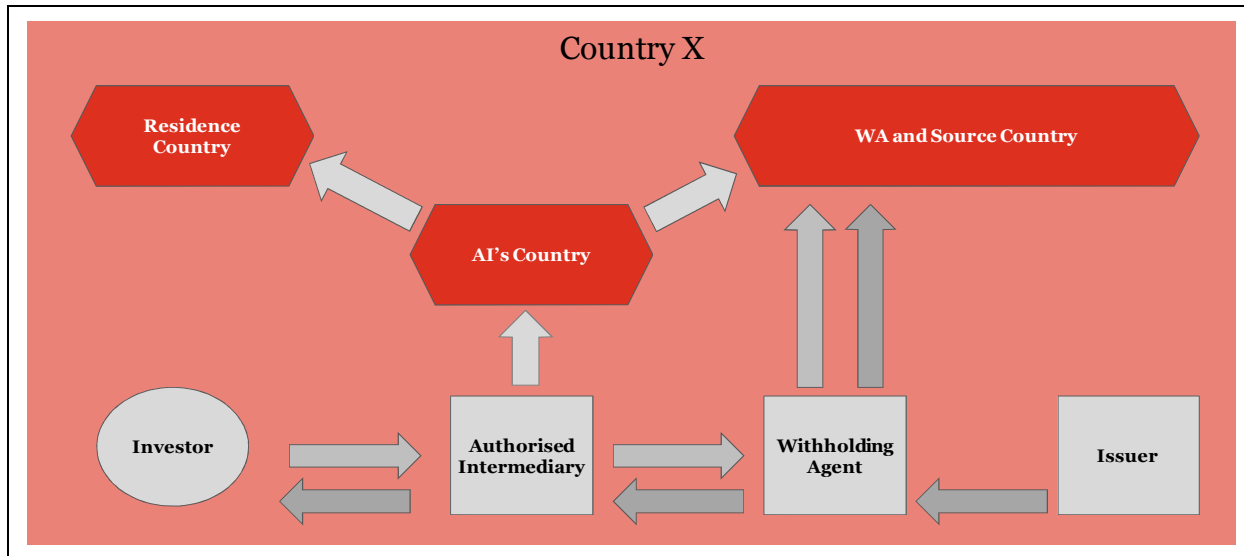 Country X
Residence
Country
WA and Source Country
AI’s Country
Investor
Authorised
Intermediary
Withholding
Agent
Issuer